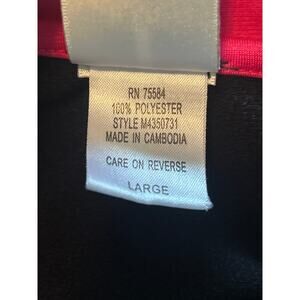 RN 75584
100% POLYESTER
STYLE M4350731
MADE IN CAMBODIA
CARE ON REVERSE
LARGE